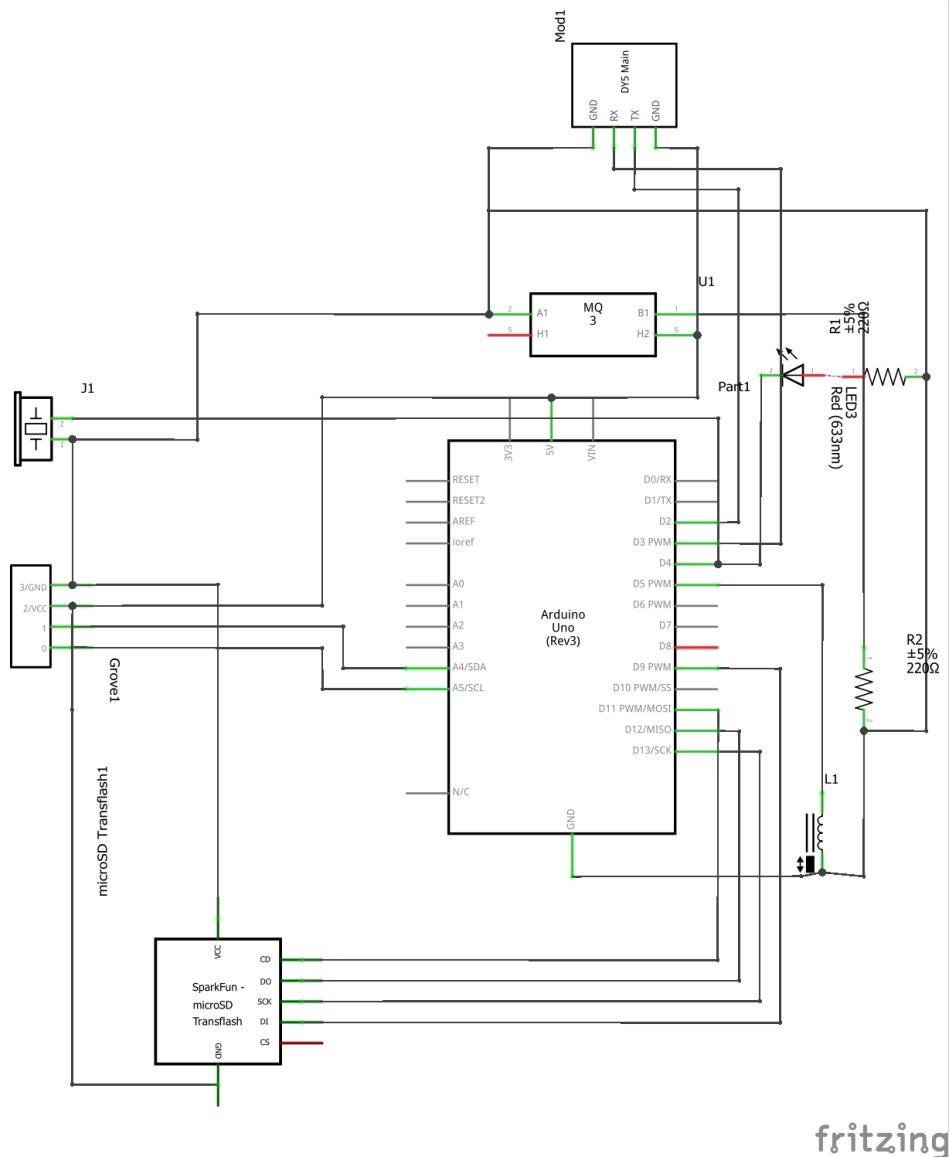 Mod1
DYS Main
GND
RX
TX
GND
U1
MQ
3
2
A1
B1
1
5
H1
H2
6
R1
±5%
220Ω
Part1
2
1
1
2
LED3
Red (633nm)
J1
2
1
3V3
5V
VIN
RESET
RESET2
AREF
ioref
A0
A1
A2
A3
A4/SDA
A5/SCL
N/C
Arduino
Uno
(Rev3)
D0/RX
D1/TX
D2
D3 PWM
D4
D5 PWM
D6 PWM
D7
D8
D9 PWM
D10 PWM/SS
D11 PWM/MOSI
D12/MISO
D13/SCK
GND
3/GND
2/VCC
1
0
Grove1
R2
±5%
220Ω
1
2
L1
microSD Transflash1
VCC
SparkFun -
microSD
Transflash
CD
DO
SCK
DI
CS
GND
fritzing